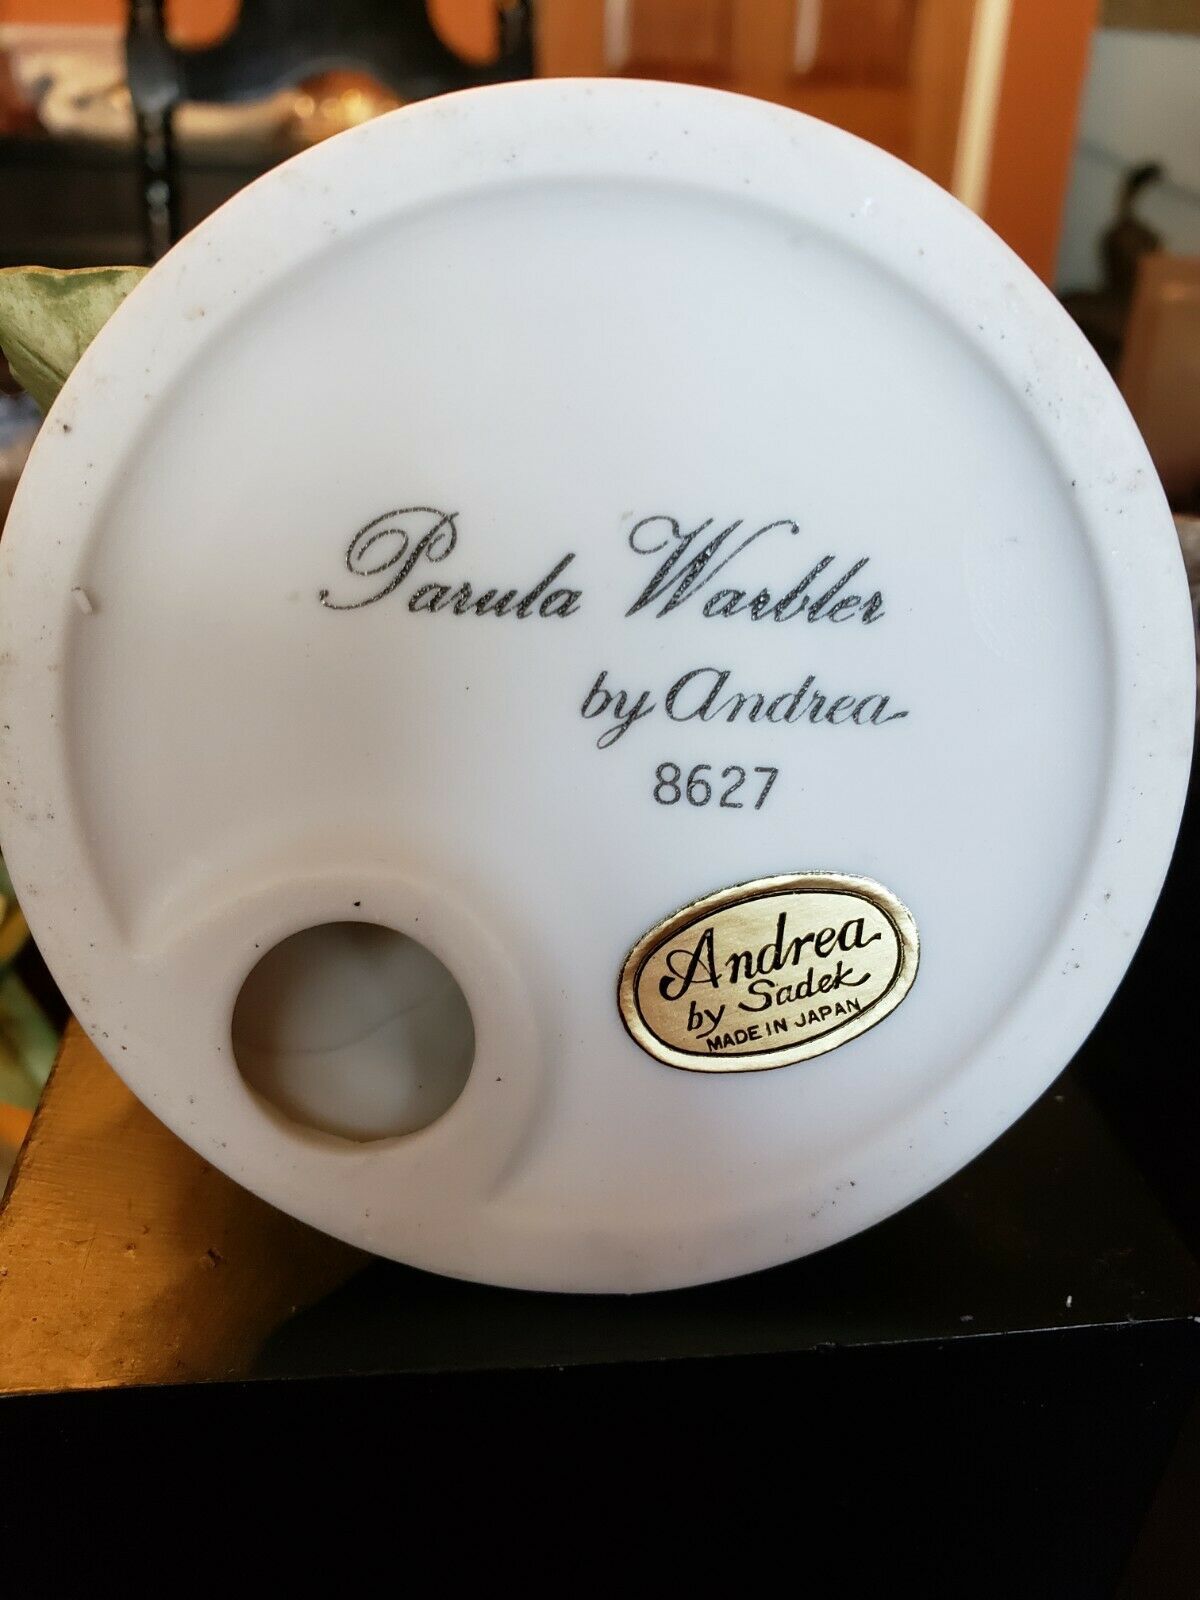 Parula Warbler
by Andrea
8627
Andrea
by Sadek
MADE IN JAPAN